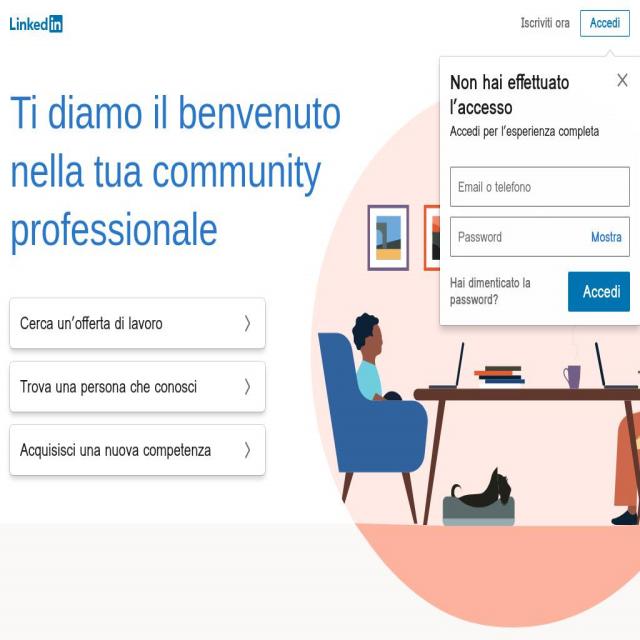 Linkedin
Iscriviti ora
Accedi
Non hai effettuato
l'accesso
Accedi per l'esperienza completa
Email o telefono
Password
Mostra
Hai dimenticato la
password?
Accedi
Ti diamo il benvenuto
nella tua community
professionale
Cerca un'offerta di lavoro
Trova una persona che conosci
Acquisisci una nuova competenza